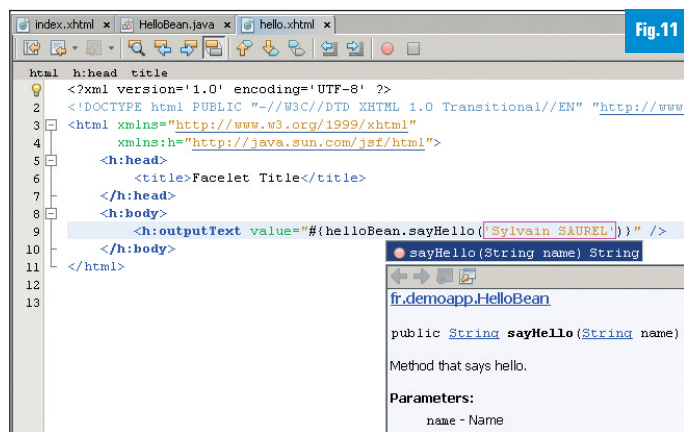 index.xhtml × HelloBean.java × hello.xhtml ×
Fig.11
html h:head title
<?xml version='1.0' encoding='UTF-8' ?>
2 <!DOCTYPE html PUBLIC "-//W3C//DTD XHTML 1.0 Transitional//EN" "http://www
3 <html xmlns="http://www.w3.org/1999/xhtml"
4 xmlns:h="http://java.sun.com/jsf/html">
5 <h:head>
6 <title>Facelet Title</title>
7 </h:head>
8 <h:body>
9 <h:outputText value="#{helloBean.sayHello('Sylvain SAUREL')}" />
10 </h:body>
11 </html>
12
13
sayHello(String name) String
fr.demoapp.HelloBean
public String sayHello(String name)
Method that says hello.
Parameters:
name - Name